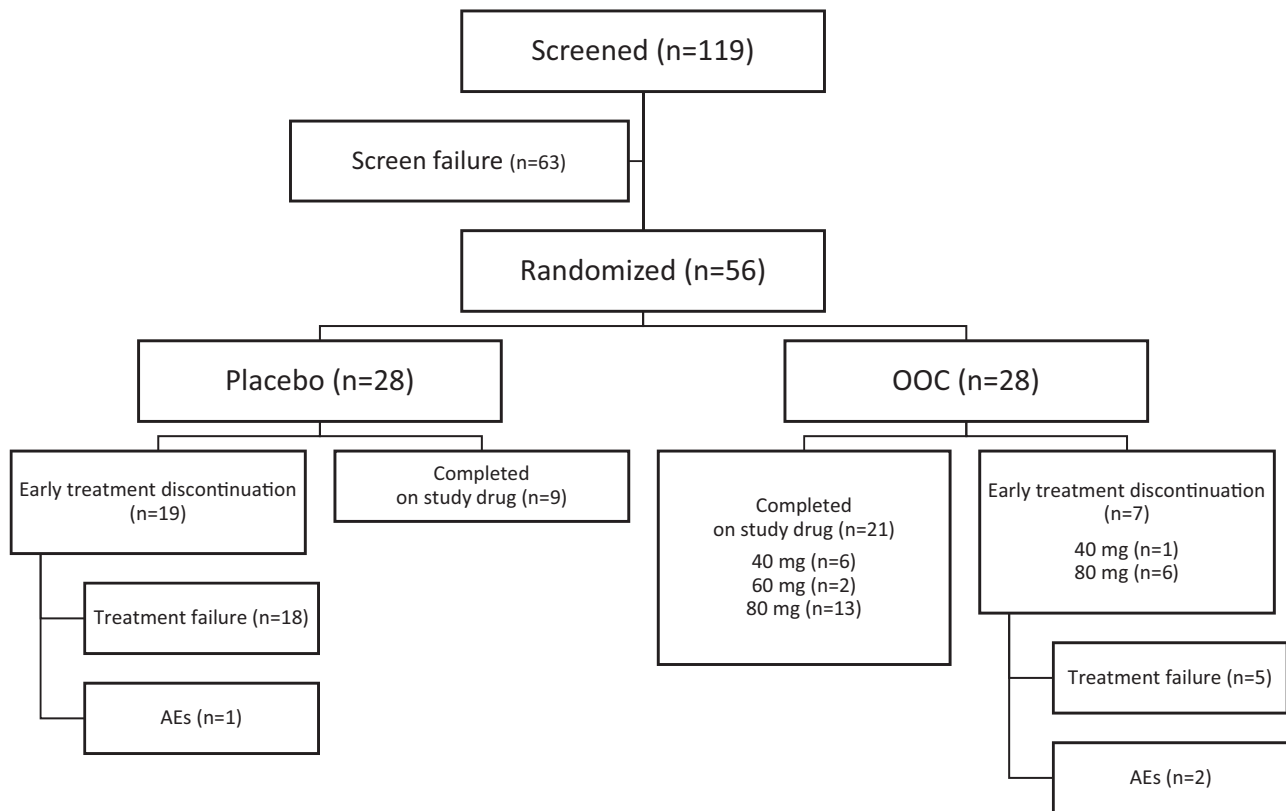 Screened (n=119)
Screen failure (n=63)
Randomized (n=56)
Placebo (n=28)
OOC (n=28)
Early treatment discontinuation
(n=19)
Completed
on study drug (n=9)
Completed
on study drug (n=21)
40 mg (n=6)
60 mg (n=2)
80 mg (n=13)
Early treatment discontinuation
(n=7)
40 mg (n=1)
80 mg (n=6)
Treatment failure (n=18)
AEs (n=1)
Treatment failure (n=5)
AEs (n=2)